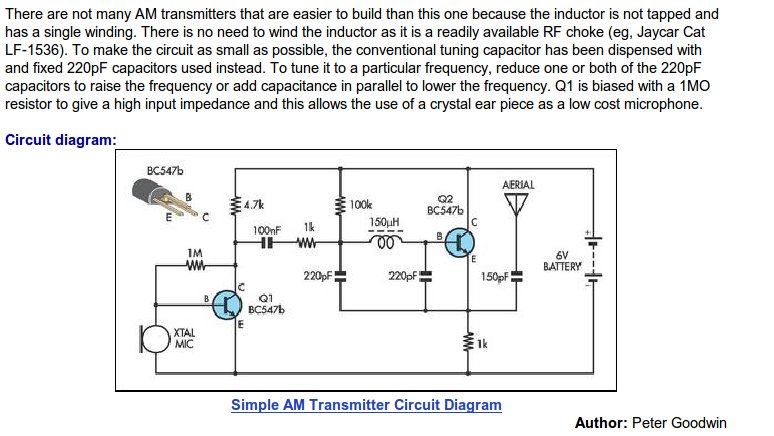 There are not many AM transmitters that are easier to build than this one because the inductor is not tapped and
has a single winding. There is no need to wind the inductor as it is a readily available RF choke (eg, Jaycar Cat
LF-1536). To make the circuit as small as possible, the conventional tuning capacitor has been dispensed with
and fixed 220pF capacitors used instead. To tune it to a particular frequency, reduce one or both of the 220pF
capacitors to raise the frequency or add capacitance in parallel to lower the frequency. Q1 is biased with a 1MO
resistor to give a high input impedance and this allows the use of a crystal ear piece as a low cost microphone.
Circuit diagram:
BC547b
B
E
C
4.7k
100k
AERIAL
Q2
BC547b
C
B
E
100nF
1k
150µH
1M
220pF
220pF
150pF
6V
BATTERY
+
-
C
B
E
Q1
BC547b
XTAL
MIC
1k
Simple AM Transmitter Circuit Diagram
Author: Peter Goodwin